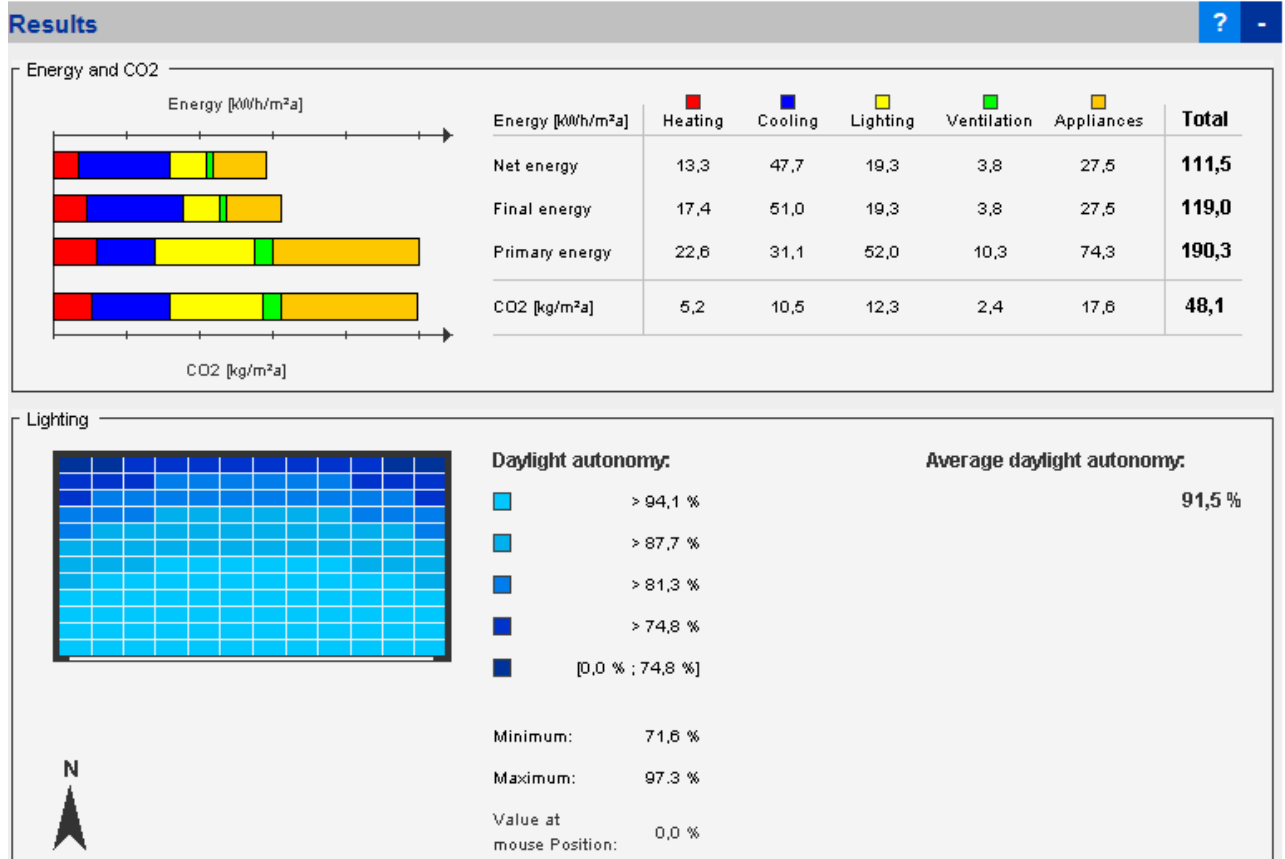 Results
? -
Energy and CO2
Energy [kWh/m²a]
Energy [kWh/m²a] Heating Cooling Lighting Ventilation Appliances Total
Net energy 13,3 47,7 19,3 3,8 27,5 111,5
Final energy 17,4 51,0 19,3 3,8 27,5 119,0
Primary energy 22,6 31,1 52,0 10,3 74,3 190,3
CO2 [kg/m²a] 5,2 10,5 12,3 2,4 17,6 48,1
CO2 [kg/m²a]
Lighting
Daylight autonomy: Average daylight autonomy:
> 94,1 % 91,5 %
> 87,7 %
> 81,3 %
> 74,8 %
[0,0 % ; 74,8 %]
Minimum: 71,6 %
Maximum: 97.3 %
N
Value at
mouse Position: 0,0 %